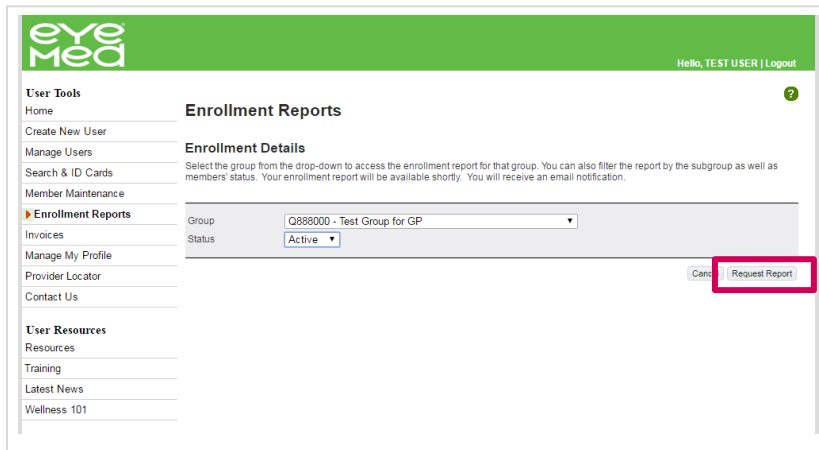 eye
Med
Hello, TEST USER | Logout
User Tools
Home
Create New User
Manage Users
Search & ID Cards
Member Maintenance
Enrollment Reports
Invoices
Manage My Profile
Provider Locator
Contact Us
User Resources
Resources
Training
Latest News
Wellness 101
?
Enrollment Reports
Enrollment Details
Select the group from the drop-down to access the enrollment report for that group. You can also filter the report by the subgroup as well as
members' status. Your enrollment report will be available shortly. You will receive an email notification.
Group Q888000 - Test Group for GP
Status Active
Request Report